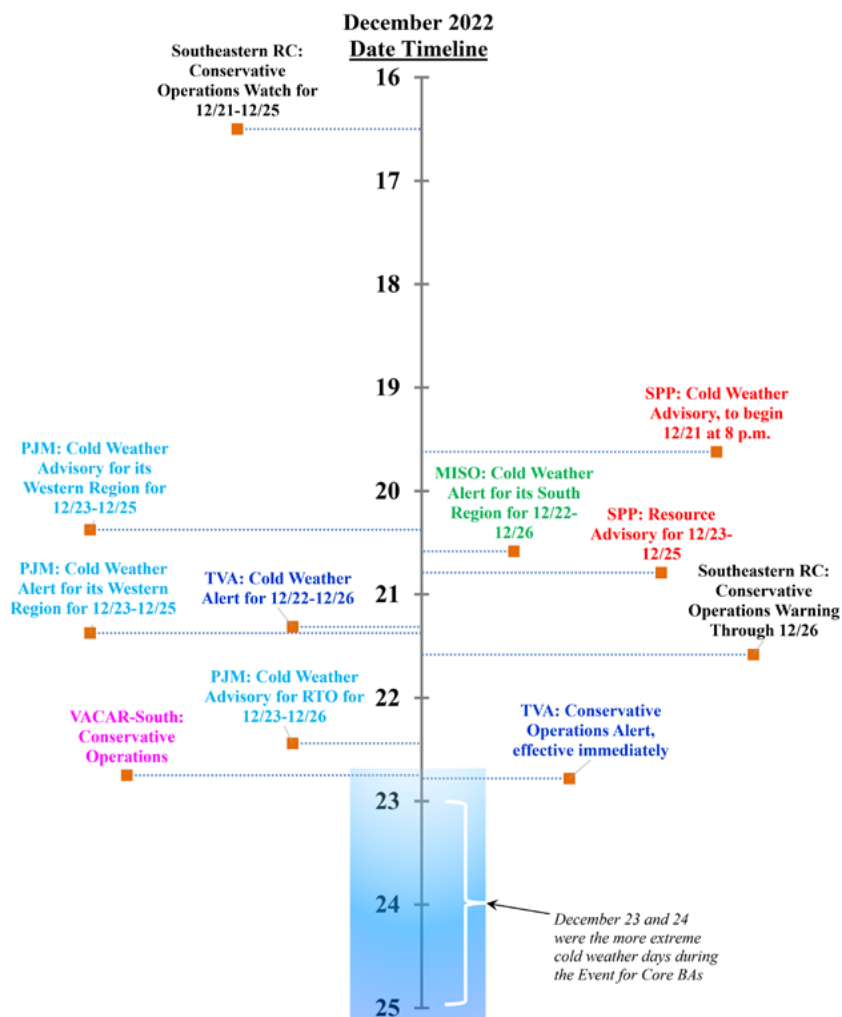 December 2022
Date Timeline
Southeastern RC:
Conservative
Operations Watch for
12/21-12/25
16
17
18
19
SPP: Cold Weather
Advisory, to begin
12/21 at 8 p.m.
PJM: Cold Weather
Advisory for its
Western Region for
12/23-12/25
MISO: Cold Weather
Alert for its South
Region for 12/22-
12/26
20
SPP: Resource
Advisory for 12/23-
12/25
PJM: Cold Weather
Alert for its Western
Region for 12/23-12/25
TVA: Cold Weather
Alert for 12/22-12/26
21
Southeastern RC:
Conservative
Operations Warning
Through 12/26
PJM: Cold Weather
Advisory for RTO for
12/23-12/26
22
VACAR-South:
Conservative
Operations
TVA: Conservative
Operations Alert,
effective immediately
23
24
December 23 and 24
were the more extreme
cold weather days during
the Event for Core BAs
25